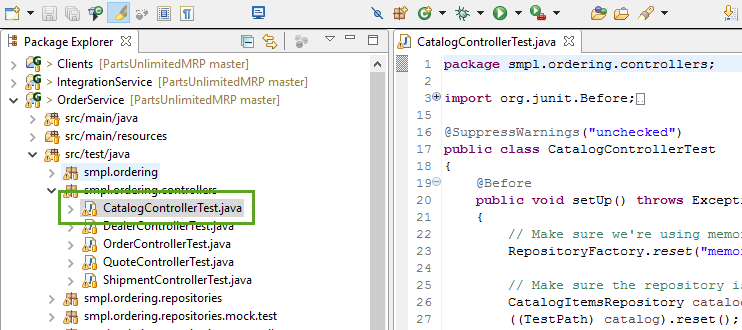 Package Explorer
> Clients [PartsUnlimitedMRP master]
> IntegrationService [PartsUnlimitedMRP master]
> OrderService [PartsUnlimitedMRP master]
src/main/java
src/main/resources
src/test/java
smpl.ordering
smpl.ordering.controllers
CatalogControllerTest.java
DealerControllerTest.java
OrderControllerTest.java
QuoteControllerTest.java
ShipmentControllerTest.java
smpl.ordering.repositories
smpl.ordering.repositories.mock.test
CatalogControllerTest.java
1 package smpl.ordering.controllers;
2
3 import org.junit.Before;
15
16 @SuppressWarnings("unchecked")
17 public class CatalogControllerTest
18 {
19 @Before
20 public void setUp() throws Except
21 {
22 // Make sure we're using memo
23 RepositoryFactory.reset("memo
24
25 // Make sure the repository i
26 CatalogItemsRepository catalo
27 ((TestPath) catalog).reset();